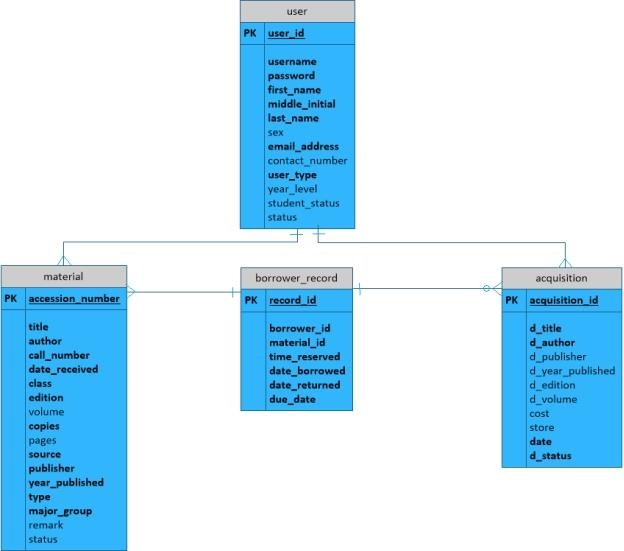 user
PK user_id
username
password
first_name
middle_initial
last_name
sex
email_address
contact_number
user_type
year_level
student_status
status
material
PK accession_number
title
author
call_number
date_received
class
edition
volume
copies
pages
source
publisher
year_published
type
major_group
remark
status
borrower_record
PK record_id
borrower_id
material_id
time_reserved
date_borrowed
date_returned
due_date
acquisition
PK acquisition_id
d_title
d_author
d_publisher
d_year_published
d_edition
d_volume
cost
store
date
d_status